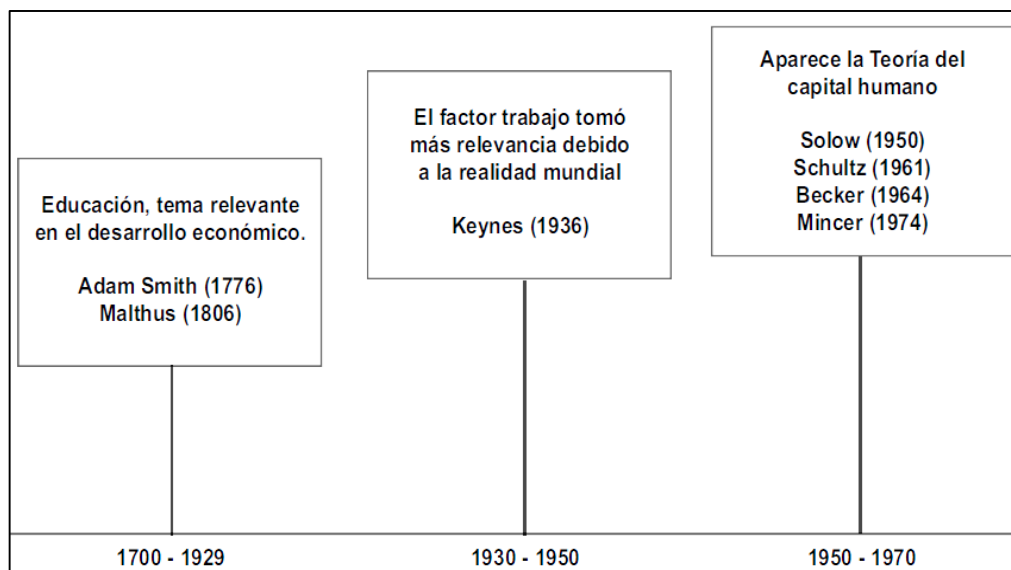 Educación, tema relevante
en el desarrollo económico.
Adam Smith (1776)
Malthus (1806)
El factor trabajo tomó
más relevancia debido
a la realidad mundial
Keynes (1936)
Aparece la Teoría del
capital humano
Solow (1950)
Schultz (1961)
Becker (1964)
Mincer (1974)
1700 - 1929
1930 - 1950
1950 - 1970